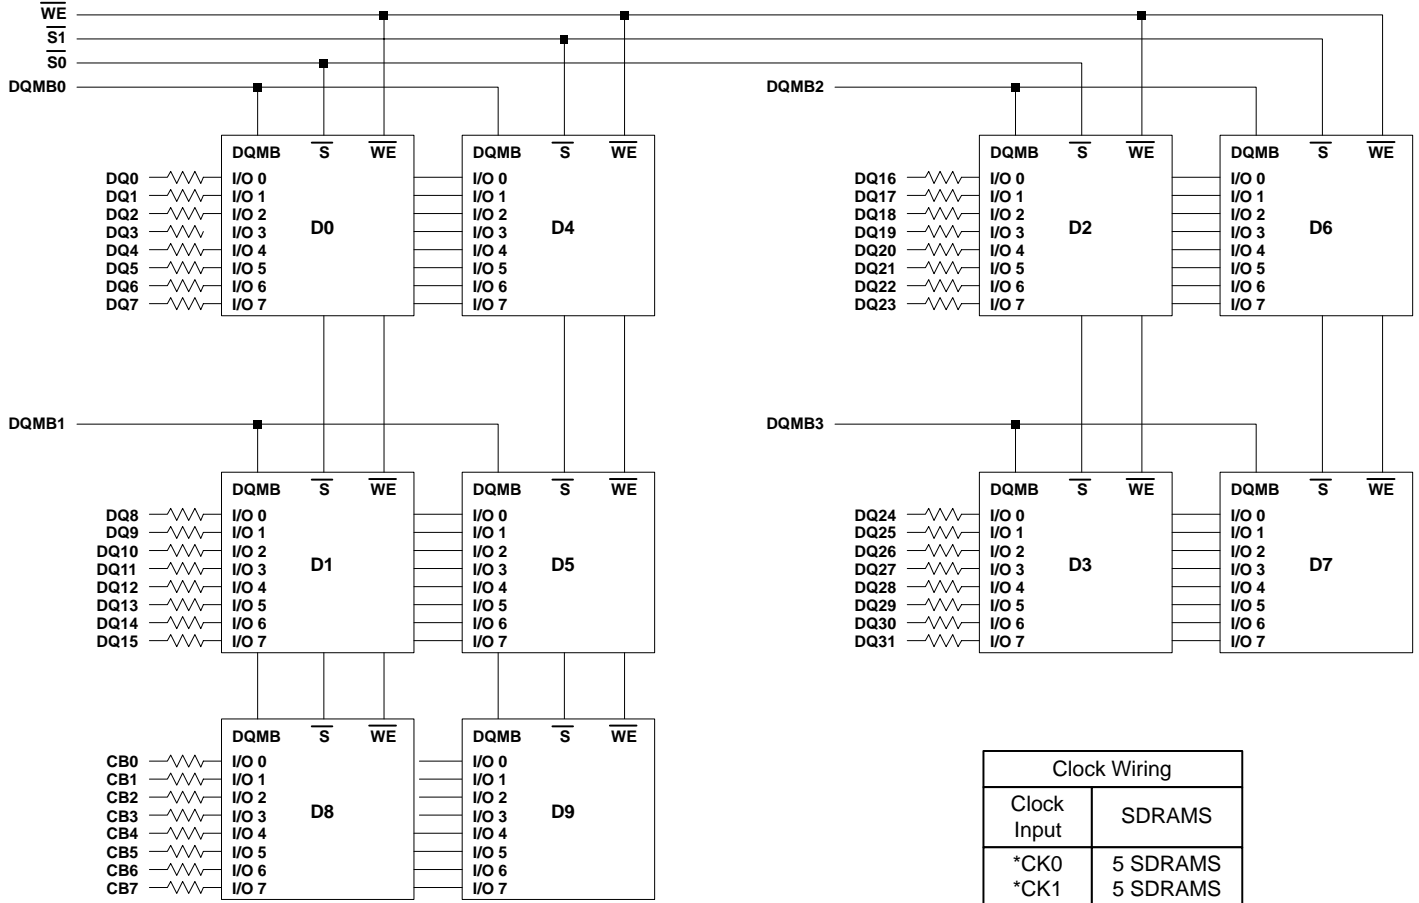 WE
S1
S0
DQMB0
DQMB2
DQMB S WE
DQMB S WE
DQMB S WE
DQMB S WE
DQ0 I/O 0 I/O 0
DQ1 I/O 1 I/O 1
DQ2 I/O 2 I/O 2
DQ3 I/O 3 D0 I/O 3 D4
DQ4 I/O 4 I/O 4
DQ5 I/O 5 I/O 5
DQ6 I/O 6 I/O 6
DQ7 I/O 7 I/O 7
DQ16 I/O 0 I/O 0
DQ17 I/O 1 I/O 1
DQ18 I/O 2 I/O 2
DQ19 I/O 3 D2 I/O 3 D6
DQ20 I/O 4 I/O 4
DQ21 I/O 5 I/O 5
DQ22 I/O 6 I/O 6
DQ23 I/O 7 I/O 7
DQMB1
DQMB3
DQMB S WE
DQMB S WE
DQMB S WE
DQMB S WE
DQ8 I/O 0 I/O 0
DQ9 I/O 1 I/O 1
DQ10 I/O 2 I/O 2
DQ11 I/O 3 D1 I/O 3 D5
DQ12 I/O 4 I/O 4
DQ13 I/O 5 I/O 5
DQ14 I/O 6 I/O 6
DQ15 I/O 7 I/O 7
DQ24 I/O 0 I/O 0
DQ25 I/O 1 I/O 1
DQ26 I/O 2 I/O 2
DQ27 I/O 3 D3 I/O 3 D7
DQ28 I/O 4 I/O 4
DQ29 I/O 5 I/O 5
DQ30 I/O 6 I/O 6
DQ31 I/O 7 I/O 7
DQMB S WE
DQMB S WE
CB0 I/O 0 I/O 0
CB1 I/O 1 I/O 1
CB2 I/O 2 I/O 2
CB3 I/O 3 D8 I/O 3 D9
CB4 I/O 4 I/O 4
CB5 I/O 5 I/O 5
CB6 I/O 6 I/O 6
CB7 I/O 7 I/O 7
Clock Wiring
Clock
Input
SDRAMS
*CK0 5 SDRAMS
*CK1 5 SDRAMS